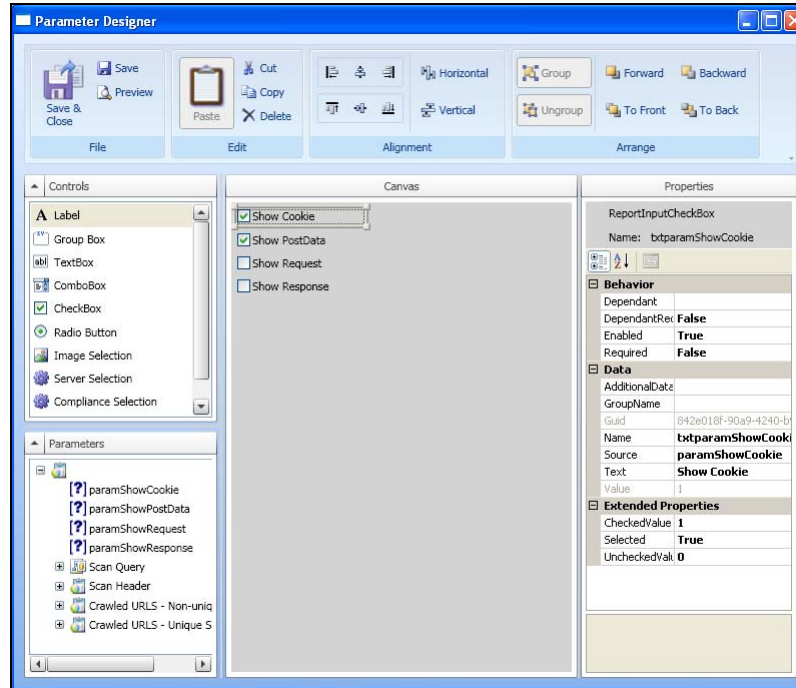 Parameter Designer
Save & Close
Save
Preview
File
Paste
Cut
Copy
Delete
Edit
Horizontal
Vertical
Alignment
Group
Ungroup
Forward
Backward
To Front
To Back
Arrange
Controls
A Label
Group Box
TextBox
ComboBox
CheckBox
Radio Button
Image Selection
Server Selection
Compliance Selection
Parameters
[?] paramShowCookie
[?] paramShowPostData
[?] paramShowRequest
[?] paramShowResponse
Scan Query
Scan Header
Crawled URLS - Non-uniq
Crawled URLS - Unique S
Canvas
Show Cookie
Show PostData
Show Request
Show Response
Properties
ReportInputCheckBox
Name: txtparamShowCookie
Behavior
Dependant
DependantRec False
Enabled True
Required False
Data
AdditionalData
GroupName
Guid 842e018f-90a9-4240-b
Name txtparamShowCooki
Source paramShowCookie
Text Show Cookie
Value 1
Extended Properties
CheckedValue 1
Selected True
UncheckedValu 0